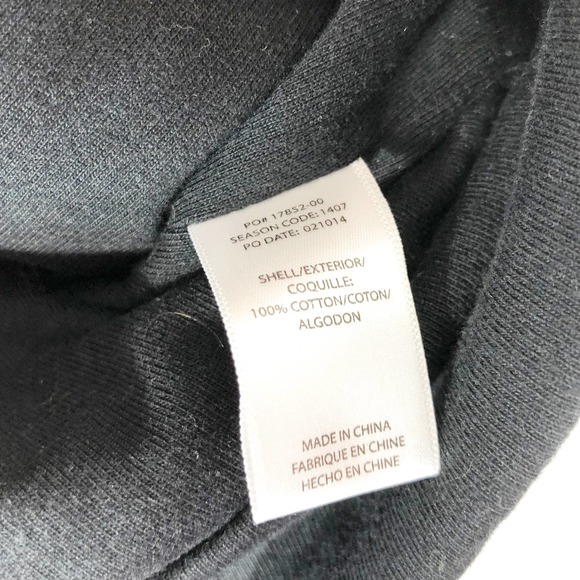 PO# 17852-00
SEASON CODE: 1407
PO DATE: 021014
SHELL/EXTERIOR/
COQUILLE:
100% COTTON/COTON/
ALGODON
MADE IN CHINA
FABRIQUE EN CHINE
HECHO EN CHINE